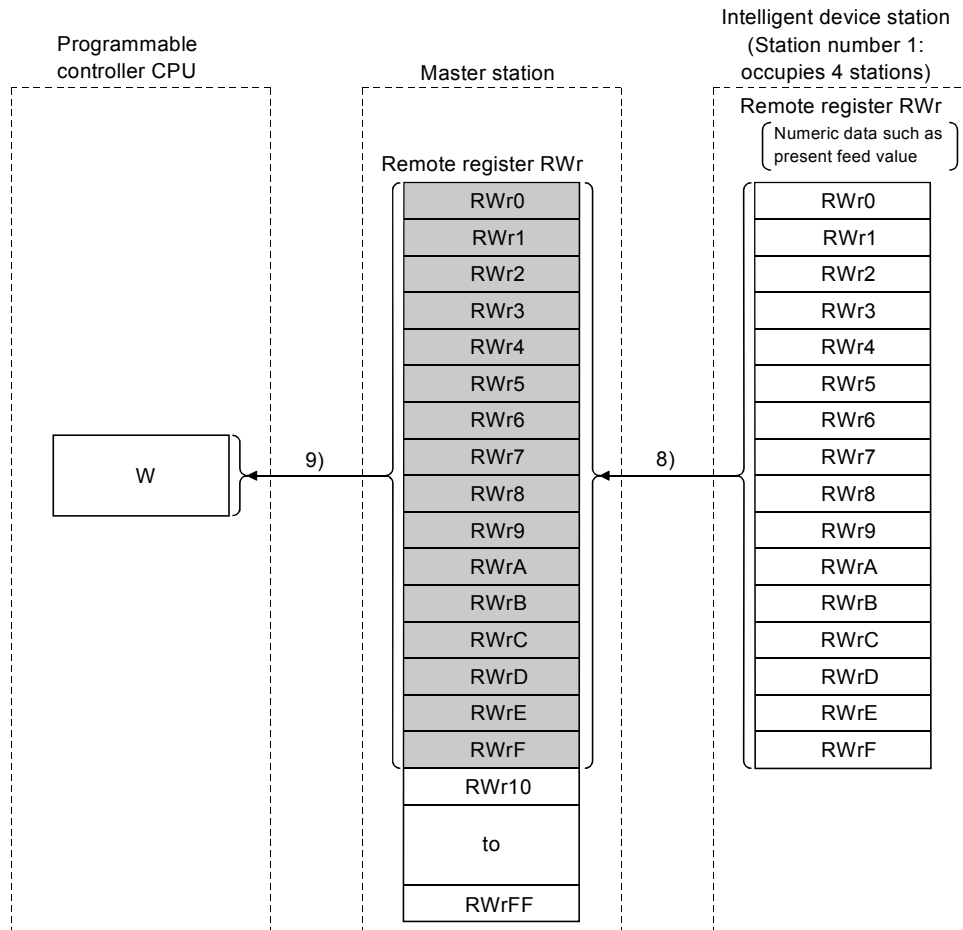 Programmable
controller CPU
Master station
Intelligent device station
(Station number 1:
occupies 4 stations)
Remote register RWr
Numeric data such as
present feed value
Remote register RWr
RWr0
RWr1
RWr2
RWr3
RWr4
RWr5
RWr6
RWr7
RWr8
RWr9
RWrA
RWrB
RWrC
RWrD
RWrE
RWrF
RWr10
to
RWrFF
RWr0
RWr1
RWr2
RWr3
RWr4
RWr5
RWr6
RWr7
RWr8
RWr9
RWrA
RWrB
RWrC
RWrD
RWrE
RWrF
W
9)
8)